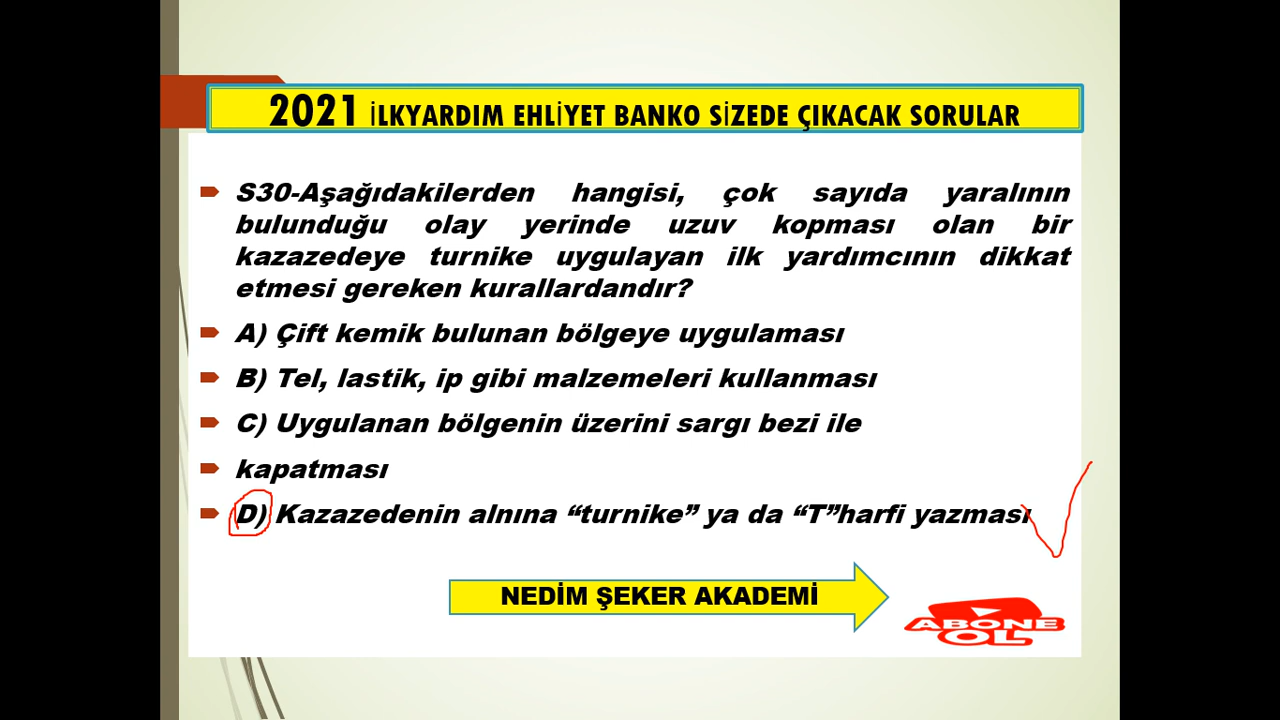 2021 İLKYARDIM EHLİYET BANKO SİZEDE ÇIKACAK SORULAR
S30-Aşağıdakilerden hangisi, çok sayıda yaralının
bulunduğu olay yerinde uzuv kopması olan bir
kazazedeye turnike uygulayan ilk yardımcının dikkat
etmesi gereken kurallardandır?
A) Çift kemik bulunan bölgeye uygulaması
B) Tel, lastik, ip gibi malzemeleri kullanması
C) Uygulanan bölgenin üzerini sargı bezi ile
kapatması
D) Kazazedenin alnına “turnike” ya da “T”harfi yazması
NEDİM ŞEKER AKADEMİ
ABONE
OL